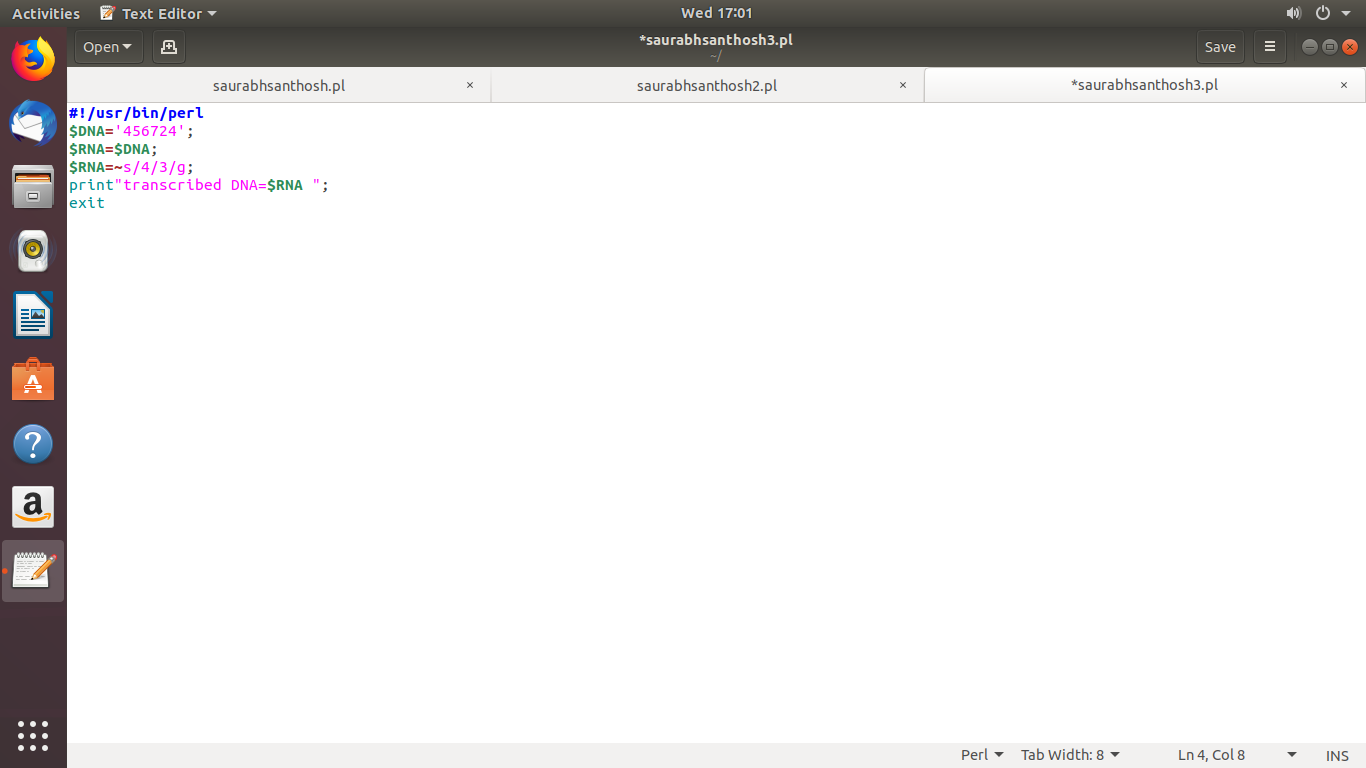 Activities Text Editor Wed 17:01
Open *saurabhsanthosh3.pl Save
~/
saurabhsanthosh.pl × saurabhsanthosh2.pl × *saurabhsanthosh3.pl ×
#!/usr/bin/perl
$DNA='456724';
$RNA=$DNA;
$RNA=~s/4/3/g;
print"transcribed DNA=$RNA ";
exit
Perl Tab Width: 8 Ln 4, Col 8 INS